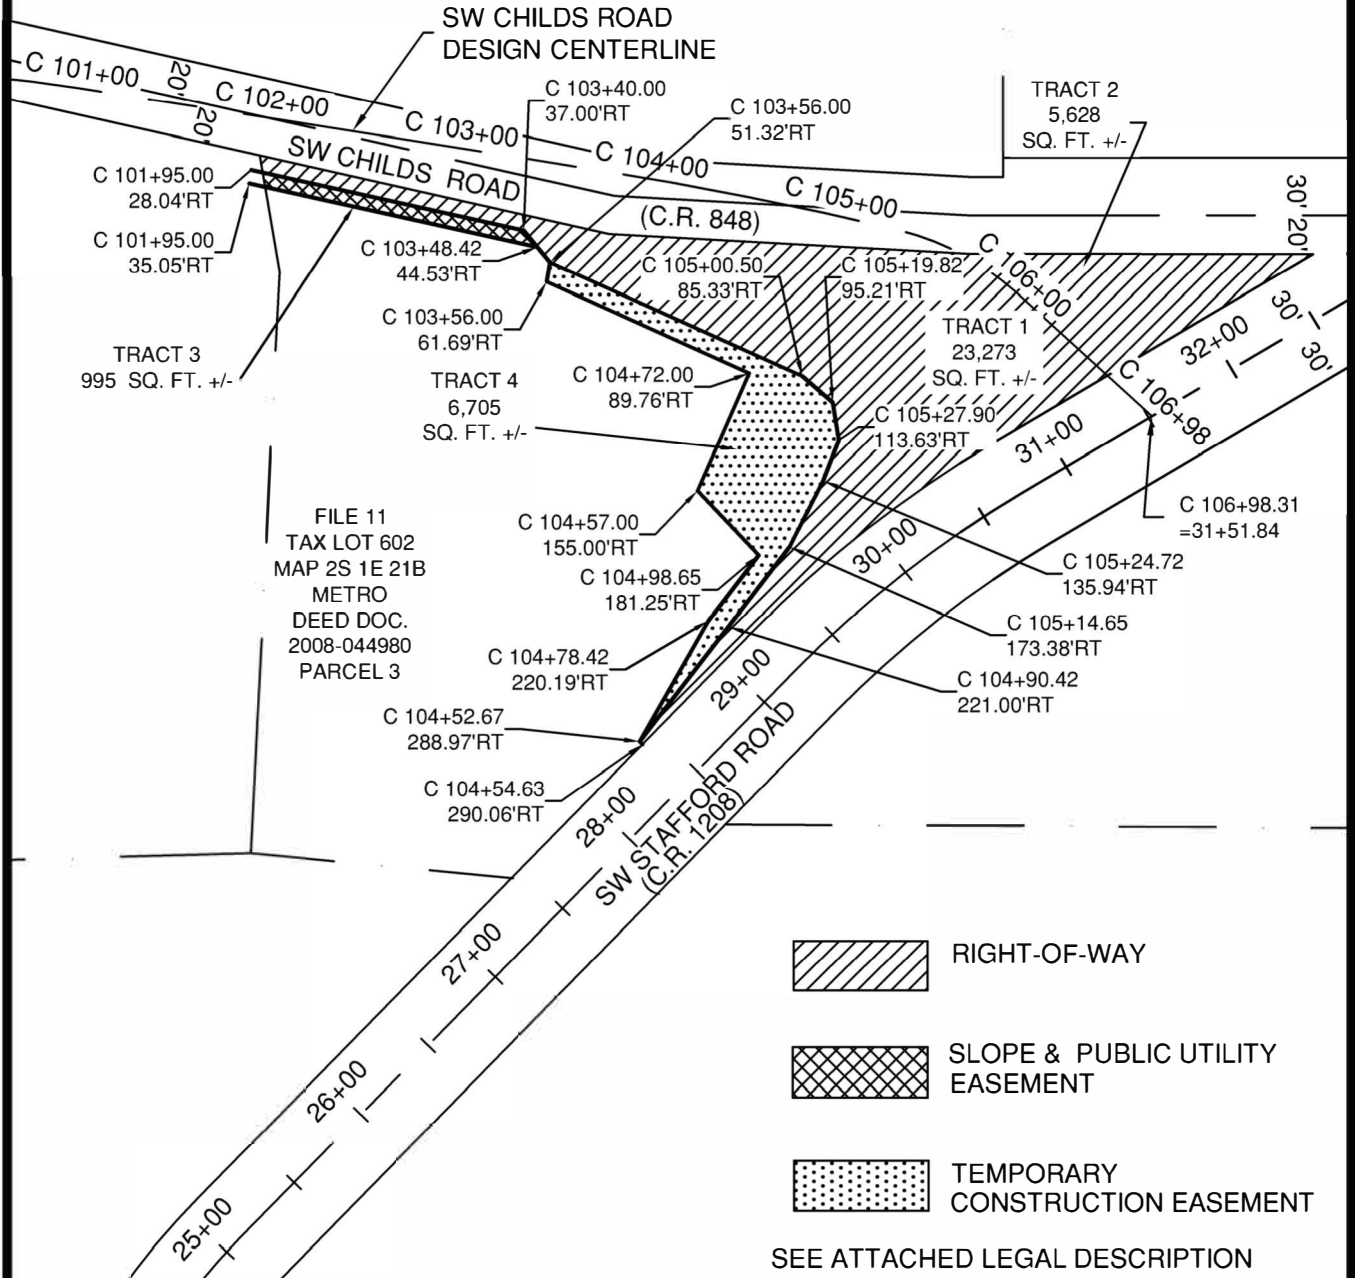 SW CHILDS ROAD
DESIGN CENTERLINE
C 101+00
20'
20'
C 102+00
C 103+00
C 103+40.00
37.00'RT
C 103+56.00
51.32'RT
TRACT 2
5,628
SQ. FT. +/-
C 104+00
C 105+00
SW CHILDS ROAD
(C.R. 848)
30'
20'
C 101+95.00
28.04'RT
C 101+95.00
35.05'RT
C 103+48.42
44.53'RT
C 105+00.50
85.33'RT
C 105+19.82
95.21'RT
C 106+00
C 103+56.00
61.69'RT
TRACT 1
23,273
SQ. FT. +/-
30'
30'
32+00
TRACT 3
995 SQ. FT. +/-
TRACT 4
6,705
SQ. FT. +/-
C 104+72.00
89.76'RT
C 106+98
C 105+27.90
113.63'RT
31+00
FILE 11
TAX LOT 602
MAP 2S 1E 21B
METRO
DEED DOC.
2008-044980
PARCEL 3
C 104+57.00
155.00'RT
30+00
C 106+98.31
=31+51.84
C 104+98.65
181.25'RT
C 105+24.72
135.94'RT
C 105+14.65
173.38'RT
C 104+78.42
220.19'RT
29+00
C 104+90.42
221.00'RT
C 104+52.67
288.97'RT
C 104+54.63
290.06'RT
28+00
SW STAFFORD ROAD
(C.R. 1208)
27+00
26+00
25+00
RIGHT-OF-WAY
SLOPE & PUBLIC UTILITY
EASEMENT
TEMPORARY
CONSTRUCTION EASEMENT
SEE ATTACHED LEGAL DESCRIPTION